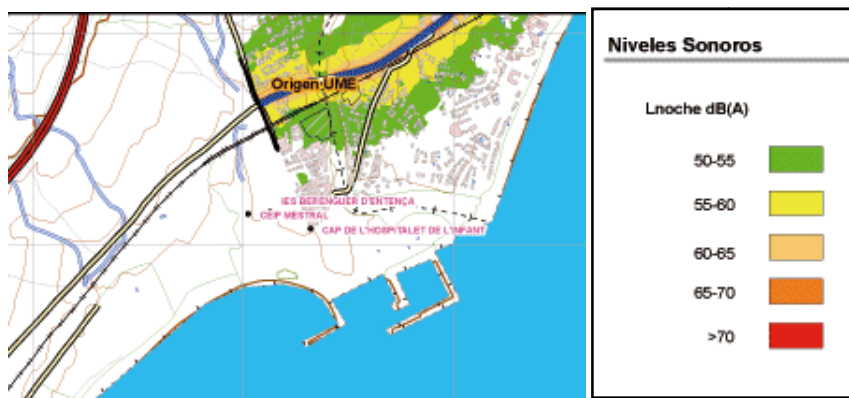 Origen UME
IES BERENGUER D'ENTENÇA
CEIP MESTRAL
CAP DE L'HOSPITALET DE L'INFANT
Niveles Sonoros
Lnoche dB(A)
50-55
55-60
60-65
65-70
>70